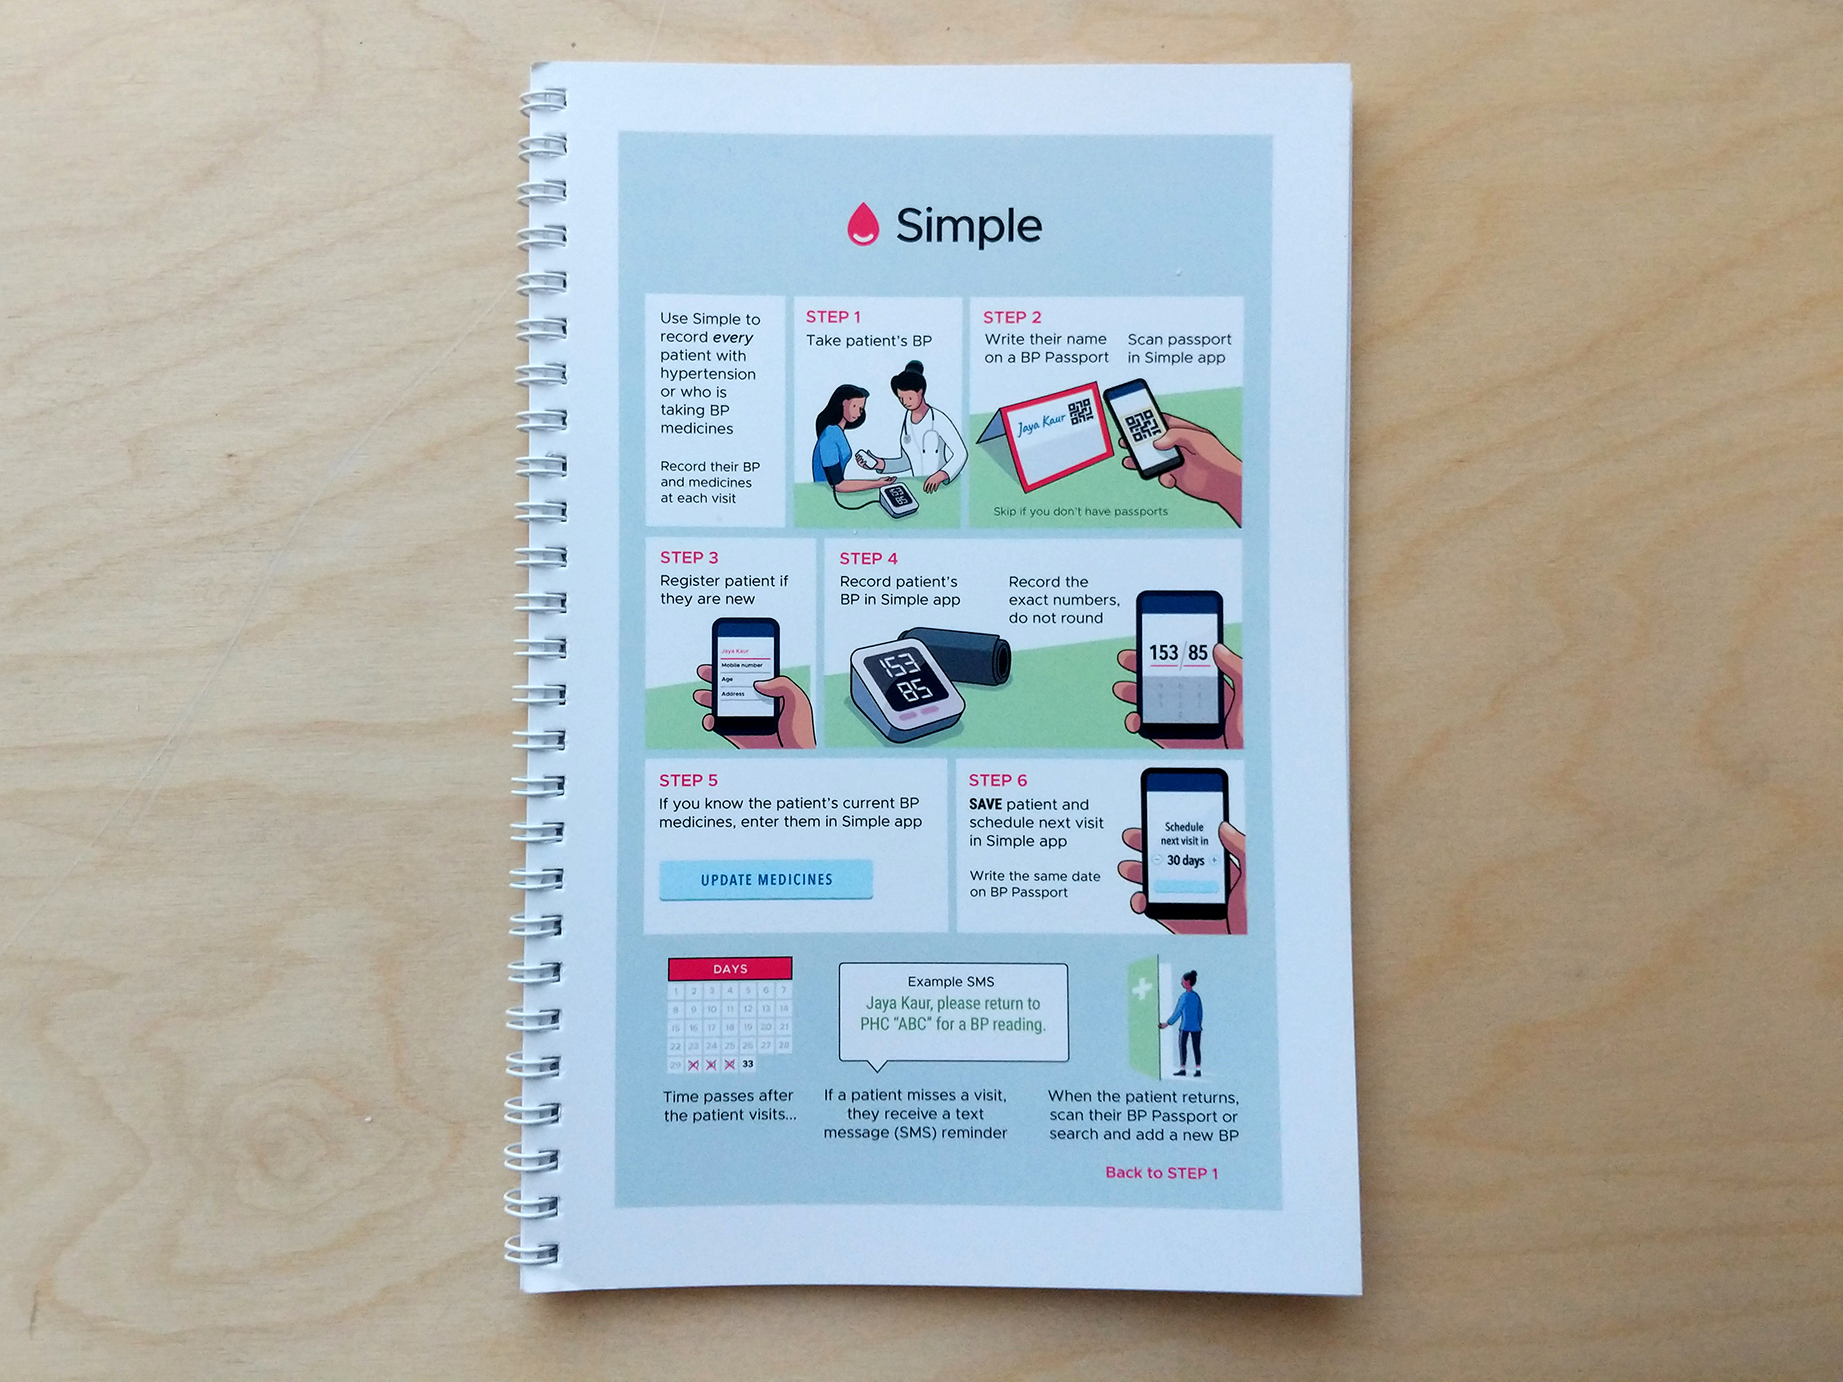 Simple
Use Simple to
record every
patient with
hypertension
or who is
taking BP
medicines
Record their BP
and medicines
at each visit
STEP 1
Take patient's BP
153
85
STEP 2
Write their name
on a BP Passport
Scan passport
in Simple app
Jaya Kaur
Skip if you don't have passports
STEP 3
Register patient if
they are new
Jaya Kaur
Mobile number
Age
Address
STEP 4
Record patient's
BP in Simple app
153
85
Record the
exact numbers,
do not round
153/85
STEP 5
If you know the patient's current BP
medicines, enter them in Simple app
UPDATE MEDICINES
STEP 6
SAVE patient and
schedule next visit
in Simple app
Write the same date
on BP Passport
Schedule
next visit in
− 30 days +
DAYS
1 2 3 4 5 6 7
8 9 10 11 12 13 14
15 16 17 18 19 20 21
22 23 24 25 26 27 28
29 33
Time passes after
the patient visits...
Example SMS
Jaya Kaur, please return to
PHC "ABC" for a BP reading.
If a patient misses a visit,
they receive a text
message (SMS) reminder
When the patient returns,
scan their BP Passport or
search and add a new BP
Back to STEP 1